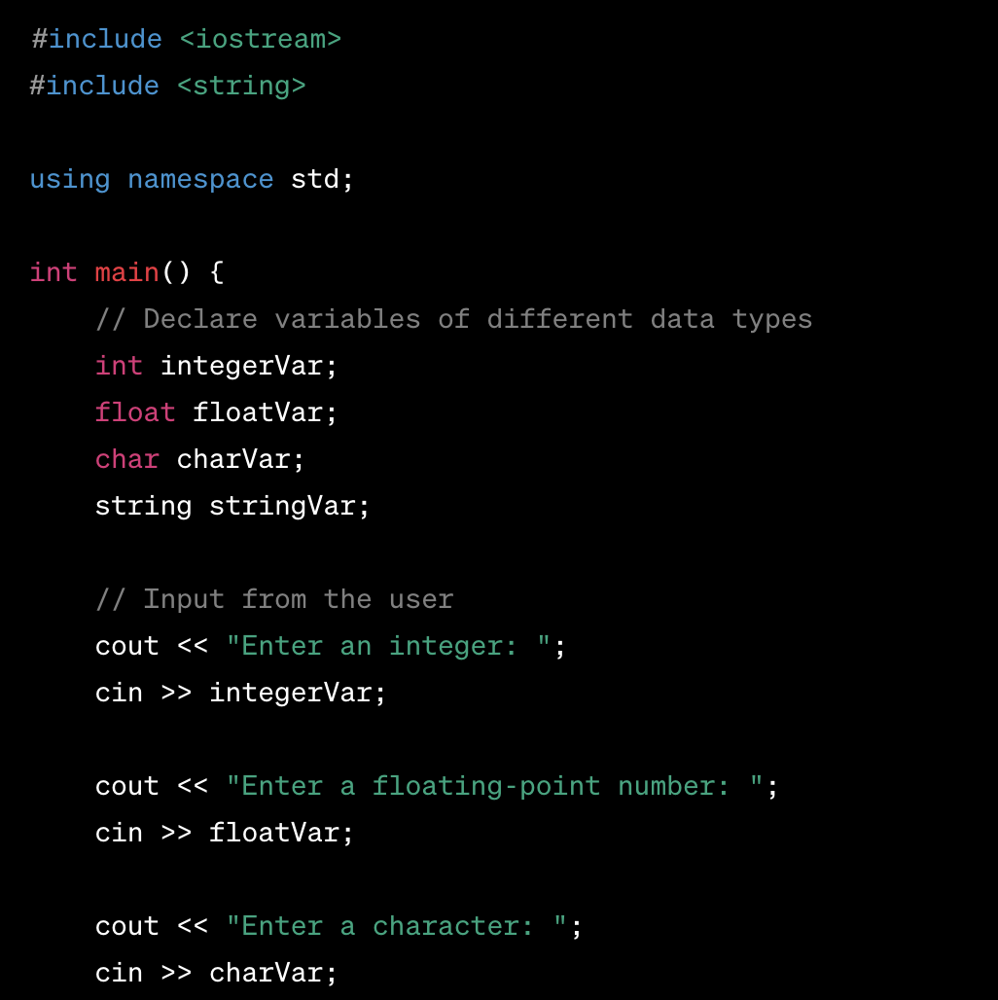 #include <iostream>
#include <string>
using namespace std;
int main() {
// Declare variables of different data types
int integerVar;
float floatVar;
char charVar;
string stringVar;
// Input from the user
cout << "Enter an integer: ";
cin >> integerVar;
cout << "Enter a floating-point number: ";
cin >> floatVar;
cout << "Enter a character: ";
cin >> charVar;